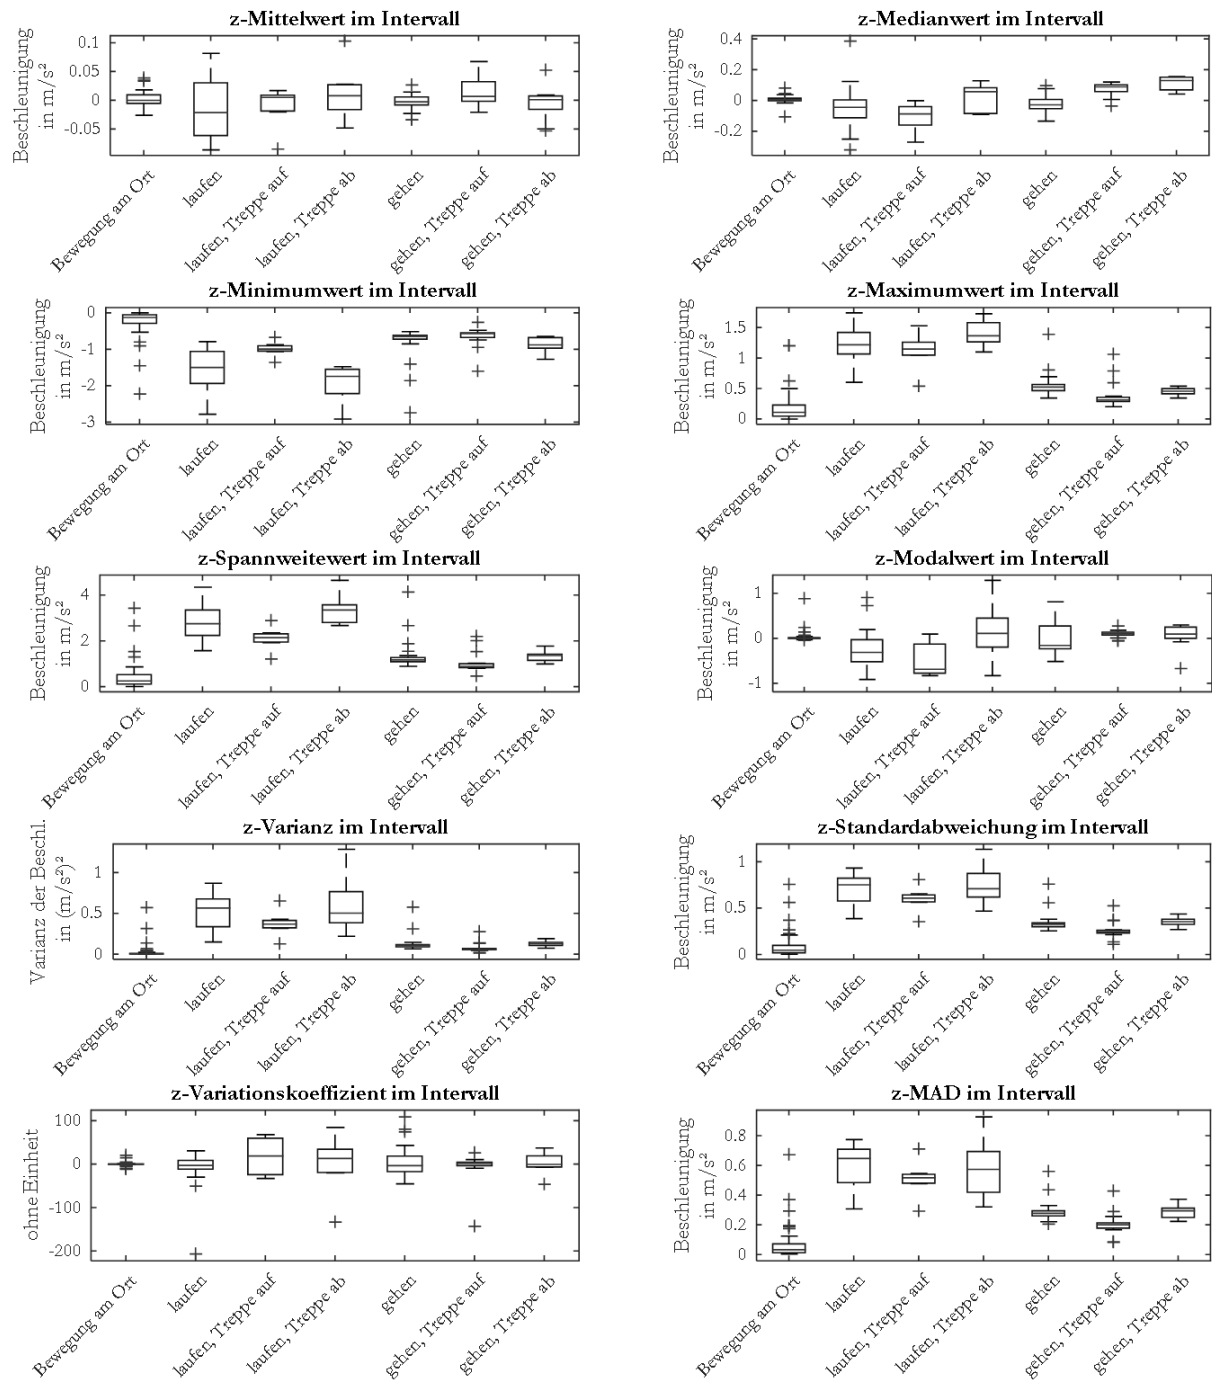 z-Mittelwert im Intervall
Beschleunigung
in m/s²
0.1
0.05
0
-0.05
Bewegung am Ort
laufen
laufen, Treppe auf
laufen, Treppe ab
gehen
gehen, Treppe auf
gehen, Treppe ab
z-Medianwert im Intervall
Beschleunigung
in m/s²
0.4
0.2
0
-0.2
Bewegung am Ort
laufen
laufen, Treppe auf
laufen, Treppe ab
gehen
gehen, Treppe auf
gehen, Treppe ab
z-Minimumwert im Intervall
Beschleunigung
in m/s²
0
-1
-2
-3
Bewegung am Ort
laufen
laufen, Treppe auf
laufen, Treppe ab
gehen
gehen, Treppe auf
gehen, Treppe ab
z-Maximumwert im Intervall
Beschleunigung
in m/s²
1.5
1
0.5
0
Bewegung am Ort
laufen
laufen, Treppe auf
laufen, Treppe ab
gehen
gehen, Treppe auf
gehen, Treppe ab
z-Spannweitewert im Intervall
Beschleunigung
in m/s²
4
2
0
Bewegung am Ort
laufen
laufen, Treppe auf
laufen, Treppe ab
gehen
gehen, Treppe auf
gehen, Treppe ab
z-Modalwert im Intervall
Beschleunigung
in m/s²
1
0
-1
Bewegung am Ort
laufen
laufen, Treppe auf
laufen, Treppe ab
gehen
gehen, Treppe auf
gehen, Treppe ab
z-Varianz im Intervall
Varianz der Beschl.
in (m/s²)²
1
0.5
0
Bewegung am Ort
laufen
laufen, Treppe auf
laufen, Treppe ab
gehen
gehen, Treppe auf
gehen, Treppe ab
z-Standardabweichung im Intervall
Beschleunigung
in m/s²
1
0.5
0
Bewegung am Ort
laufen
laufen, Treppe auf
laufen, Treppe ab
gehen
gehen, Treppe auf
gehen, Treppe ab
z-Variationskoeffizient im Intervall
ohne Einheit
100
0
-100
-200
Bewegung am Ort
laufen
laufen, Treppe auf
laufen, Treppe ab
gehen
gehen, Treppe auf
gehen, Treppe ab
z-MAD im Intervall
Beschleunigung
in m/s²
0.8
0.6
0.4
0.2
0
Bewegung am Ort
laufen
laufen, Treppe auf
laufen, Treppe ab
gehen
gehen, Treppe auf
gehen, Treppe ab